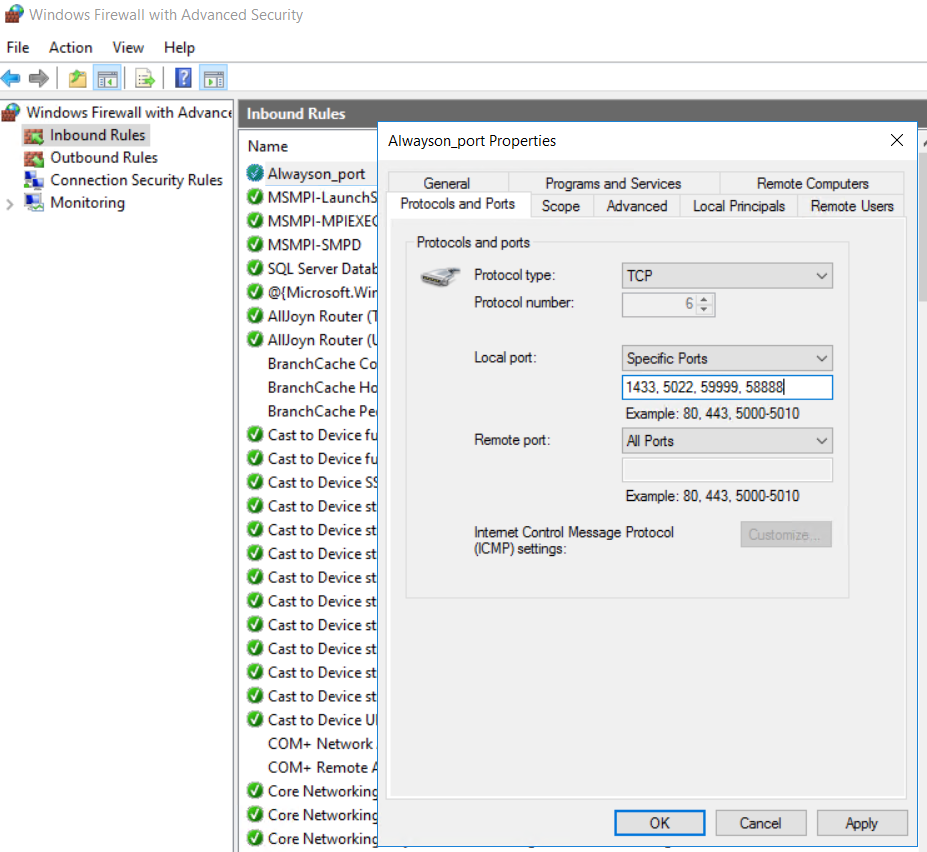 Windows Firewall with Advanced Security
File Action View Help
Windows Firewall with Advance
Inbound Rules
Outbound Rules
Connection Security Rules
Monitoring
Inbound Rules
Name
Alwayson_port
MSMPI-LaunchS
MSMPI-MPIEXEC
MSMPI-SMPD
SQL Server Datab
@{Microsoft.Win
AllJoyn Router (T
AllJoyn Router (U
BranchCache Co
BranchCache Ho
BranchCache Pee
Cast to Device fu
Cast to Device fu
Cast to Device SS
Cast to Device st
Cast to Device st
Cast to Device st
Cast to Device st
Cast to Device st
Cast to Device st
Cast to Device st
Cast to Device st
Cast to Device st
Cast to Device UI
COM+ Network
COM+ Remote A
Core Networking
Core Networking
Core Networking
Alwayson_port Properties
General Programs and Services Remote Computers
Protocols and Ports Scope Advanced Local Principals Remote Users
Protocols and ports
Protocol type: TCP
Protocol number: 6
Local port: Specific Ports
1433, 5022, 59999, 58888
Example: 80, 443, 5000-5010
Remote port: All Ports
Example: 80, 443, 5000-5010
Internet Control Message Protocol
(ICMP) settings:
Customize...
OK Cancel Apply